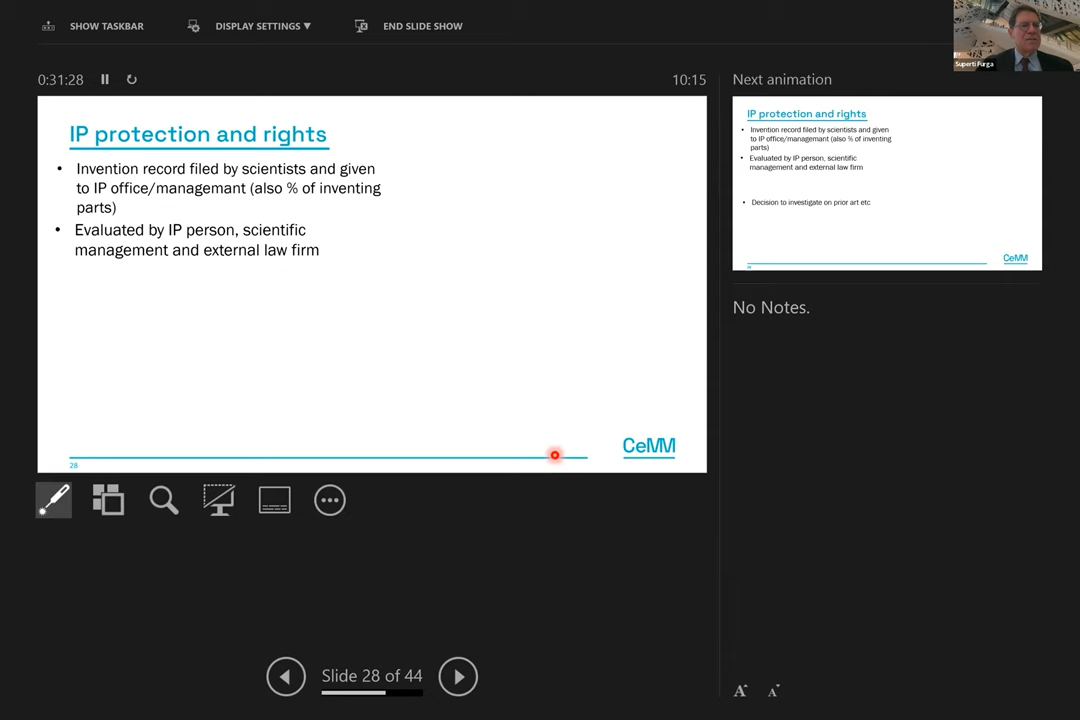 SHOW TASKBAR
DISPLAY SETTINGS ▼
END SLIDE SHOW
Superti Furga
0:31:28
10:15
Next animation
IP protection and rights
• Invention record filed by scientists and given
to IP office/managemant (also % of inventing
parts)
• Evaluated by IP person, scientific
management and external law firm
CeMM
28
IP protection and rights
• Invention record filed by scientists and given
to IP office/managemant (also % of inventing
parts)
• Evaluated by IP person, scientific
management and external law firm
• Decision to investigate on prior art etc
CeMM
No Notes.
Slide 28 of 44
A A